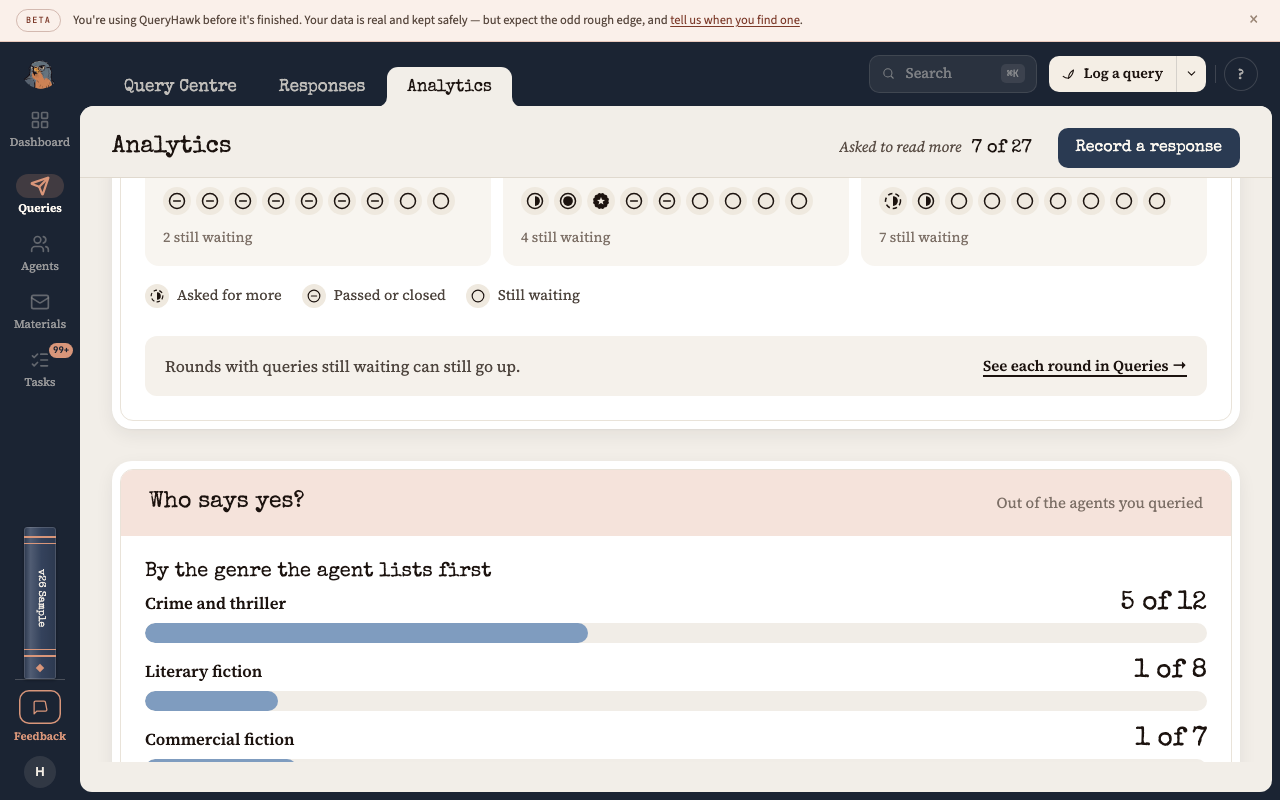 BETA You're using QueryHawk before it's finished. Your data is real and kept safely — but expect the odd rough edge, and tell us when you find one. ×
Query Centre Responses Analytics Search ⌘K Log a query ?
Dashboard
Queries
Agents
Materials
99+
Tasks
v26 Sample
Feedback
H
Analytics Asked to read more 7 of 27 Record a response
2 still waiting 4 still waiting 7 still waiting
Asked for more Passed or closed Still waiting
Rounds with queries still waiting can still go up. See each round in Queries →
Who says yes? Out of the agents you queried
By the genre the agent lists first
Crime and thriller 5 of 12
Literary fiction 1 of 8
Commercial fiction 1 of 7